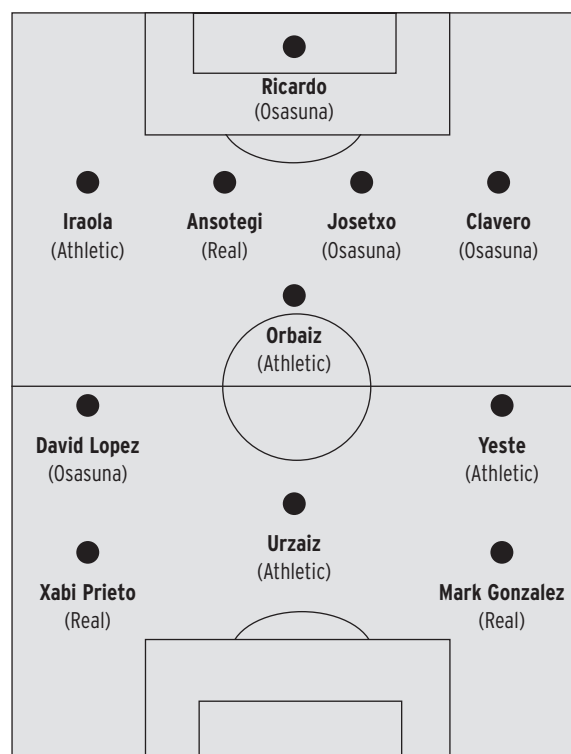 Ricardo
(Osasuna)
Iraola
(Athletic)
Ansotegi
(Real)
Josetxo
(Osasuna)
Clavero
(Osasuna)
Orbaiz
(Athletic)
David Lopez
(Osasuna)
Yeste
(Athletic)
Urzaiz
(Athletic)
Xabi Prieto
(Real)
Mark Gonzalez
(Real)